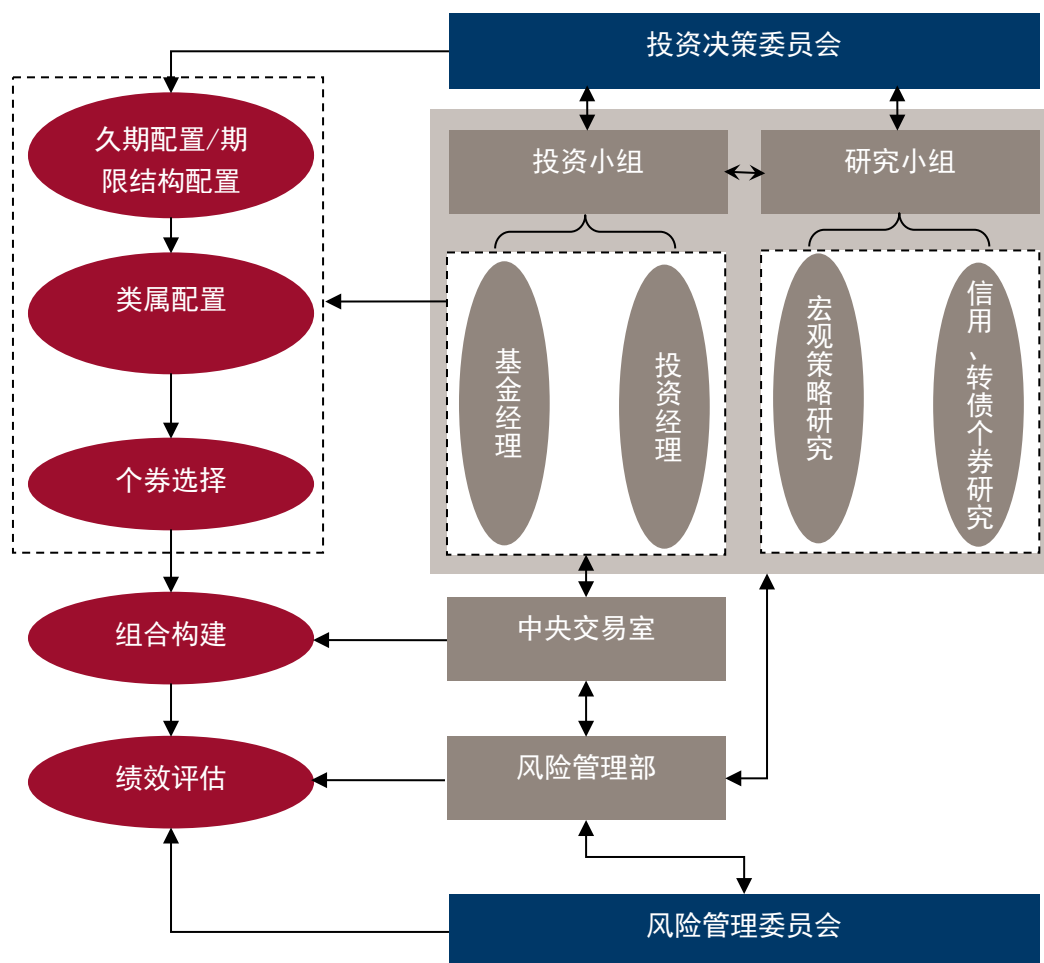 投资决策委员会
久期配置/期
限结构配置
投资小组
研究小组
类属配置
基金经理
投资经理
宏观策略研究
信用、转债个券研究
个券选择
组合构建
中央交易室
绩效评估
风险管理部
风险管理委员会